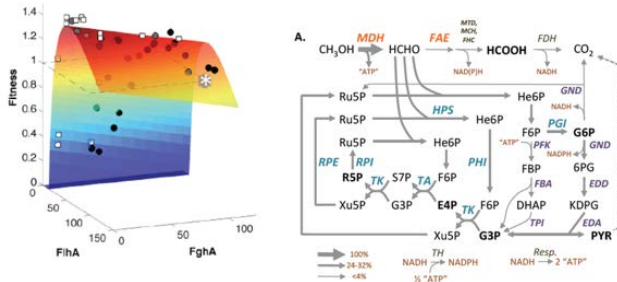 1.4
1.2
1
0.8
0.6
0.4
0.2
0
Fitness
0
50
100
150
FlhA
0
50
100
FghA
A.
MDH
FAE
MTD,
MCH,
FHC
FDH
CH3OH
HCHO
HCOOH
CO2
"ATP"
NAD(P)H
NADH
GND
Ru5P
He6P
NADH
HPS
F6P
PGI
G6P
Ru5P
He6P
"ATP"
PFK
NADPH
GND
Ru5P
He6P
FBP
6PG
RPE
RPI
PHI
FBA
EDD
R5P
S7P
F6P
DHAP
KDPG
TK
TA
TK
TPI
EDA
Xu5P
G3P
E4P
F6P
Xu5P
G3P
PYR
100%
24-32%
<4%
TH
NADH
NADPH
½ "ATP"
Resp.
NADH
2 "ATP"